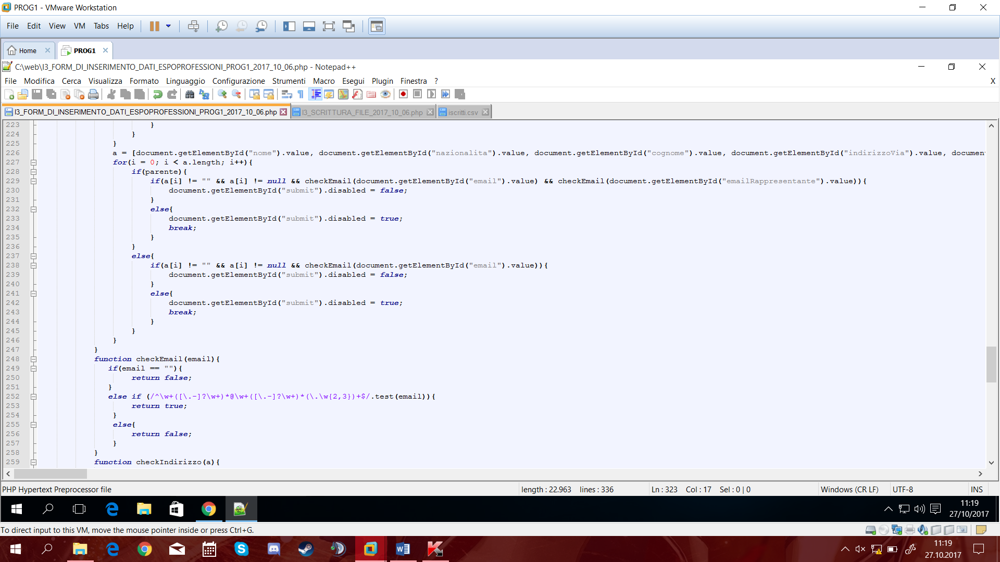 PROG1 - VMware Workstation
File Edit View VM Tabs Help
Home PROG1
C:\web\I3_FORM_DI_INSERIMENTO_DATI_ESPOPROFESSIONI_PROG1_2017_10_06.php - Notepad++
File Modifica Cerca Visualizza Formato Linguaggio Configurazione Strumenti Macro Esegui Plugin Finestra ? X
I3_FORM_DI_INSERIMENTO_DATI_ESPOPROFESSIONI_PROG1_2017_10_06.php I3_SCRITTURA_FILE_2017_10_06.php iscritti.csv
223 }
224 }
225 }
226 a = [document.getElementById("nome").value, document.getElementById("nazionalita").value, document.getElementById("cognome").value, document.getElementById("indirizzoVia").value, documen
227 for(i = 0; i < a.length; i++){
228 if(parente){
229 if(a[i] != "" && a[i] != null && checkEmail(document.getElementById("email").value) && checkEmail(document.getElementById("emailRappresentante").value)){
230 document.getElementById("submit").disabled = false;
231 }
232 else{
233 document.getElementById("submit").disabled = true;
234 break;
235 }
236 }
237 else{
238 if(a[i] != "" && a[i] != null && checkEmail(document.getElementById("email").value)){
239 document.getElementById("submit").disabled = false;
240 }
241 else{
242 document.getElementById("submit").disabled = true;
243 break;
244 }
245 }
246 }
247 }
248 function checkEmail(email){
249 if(email == ""){
250 return false;
251 }
252 else if (/^\w+([\.-]?\w+)*@\w+([\.-]?\w+)*(\.\w{2,3})+$/.test(email)){
253 return true;
254 }
255 else{
256 return false;
257 }
258 }
259 function checkIndirizzo(a){
PHP Hypertext Preprocessor file length : 22.963 lines : 336 Ln : 323 Col : 17 Sel : 0 | 0 Windows (CR LF) UTF-8 INS
11:19
27/10/2017
To direct input to this VM, move the mouse pointer inside or press Ctrl+G.
11:19
27.10.2017